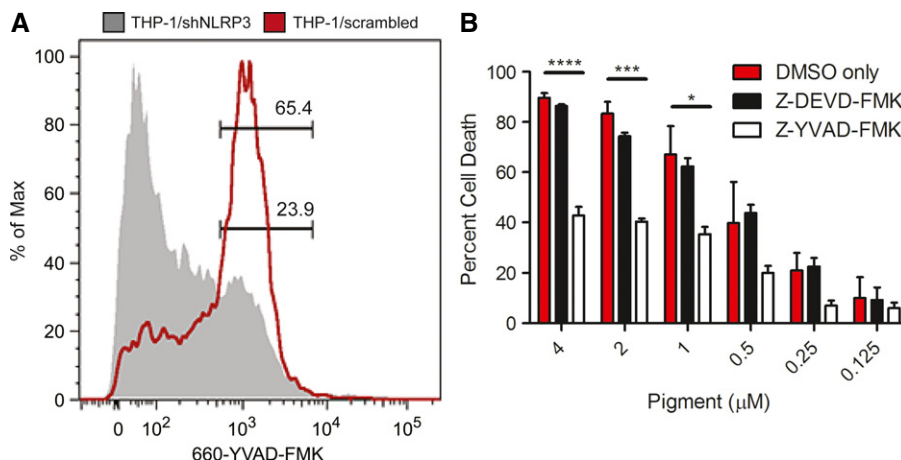 A
THP-1/shNLRP3 THP-1/scrambled
100
80
60
40
20
0
% of Max
65.4
23.9
0 10² 10³ 10⁴ 10⁵
660-YVAD-FMK
B
DMSO only
Z-DEVD-FMK
Z-YVAD-FMK
**** *** *
100
80
60
40
20
0
Percent Cell Death
4 2 1 0.5 0.25 0.125
Pigment (μM)